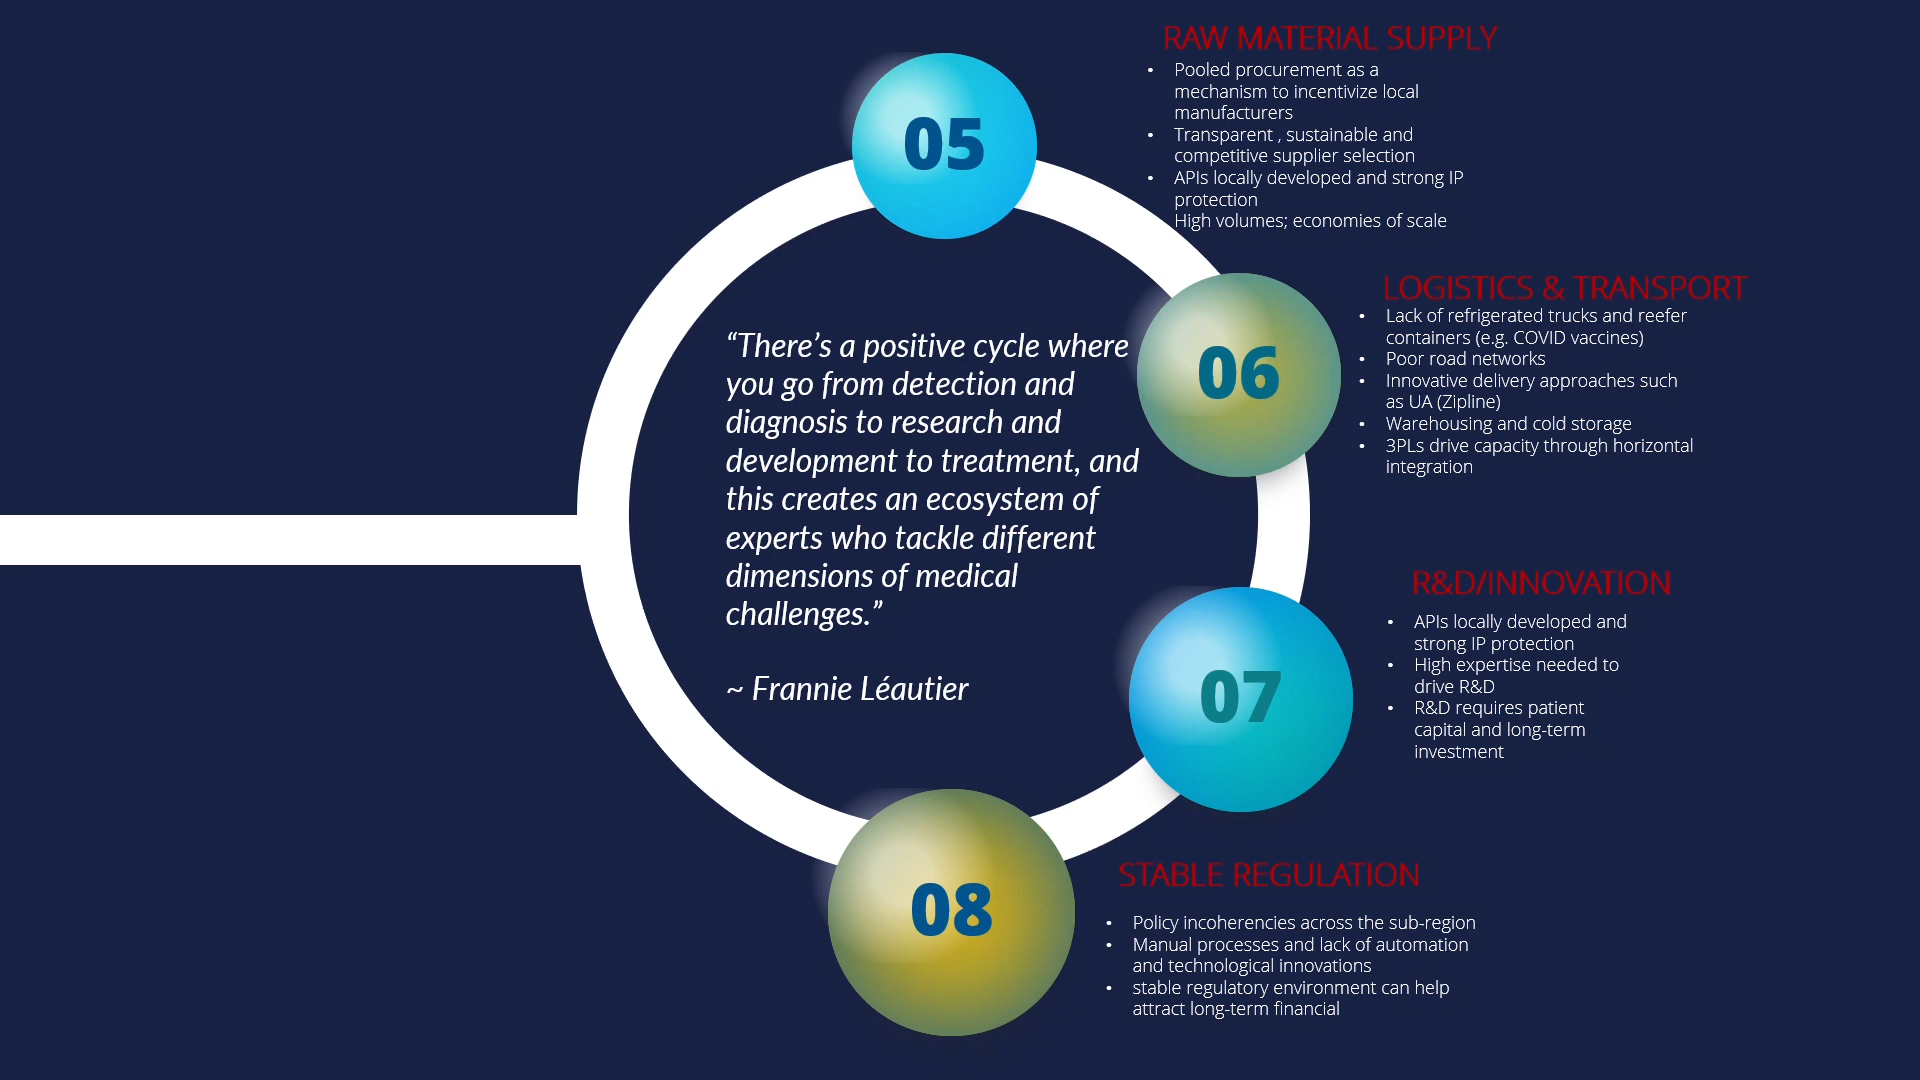 05
RAW MATERIAL SUPPLY
• Pooled procurement as a
mechanism to incentivize local
manufacturers
• Transparent , sustainable and
competitive supplier selection
• APIs locally developed and strong IP
protection
High volumes; economies of scale
06
LOGISTICS & TRANSPORT
• Lack of refrigerated trucks and reefer
containers (e.g. COVID vaccines)
• Poor road networks
• Innovative delivery approaches such
as UA (Zipline)
• Warehousing and cold storage
• 3PLs drive capacity through horizontal
integration
“There’s a positive cycle where
you go from detection and
diagnosis to research and
development to treatment, and
this creates an ecosystem of
experts who tackle different
dimensions of medical
challenges.”
~ Frannie Léautier
07
R&D/INNOVATION
• APIs locally developed and
strong IP protection
• High expertise needed to
drive R&D
• R&D requires patient
capital and long-term
investment
08
STABLE REGULATION
• Policy incoherencies across the sub-region
• Manual processes and lack of automation
and technological innovations
• stable regulatory environment can help
attract long-term financial